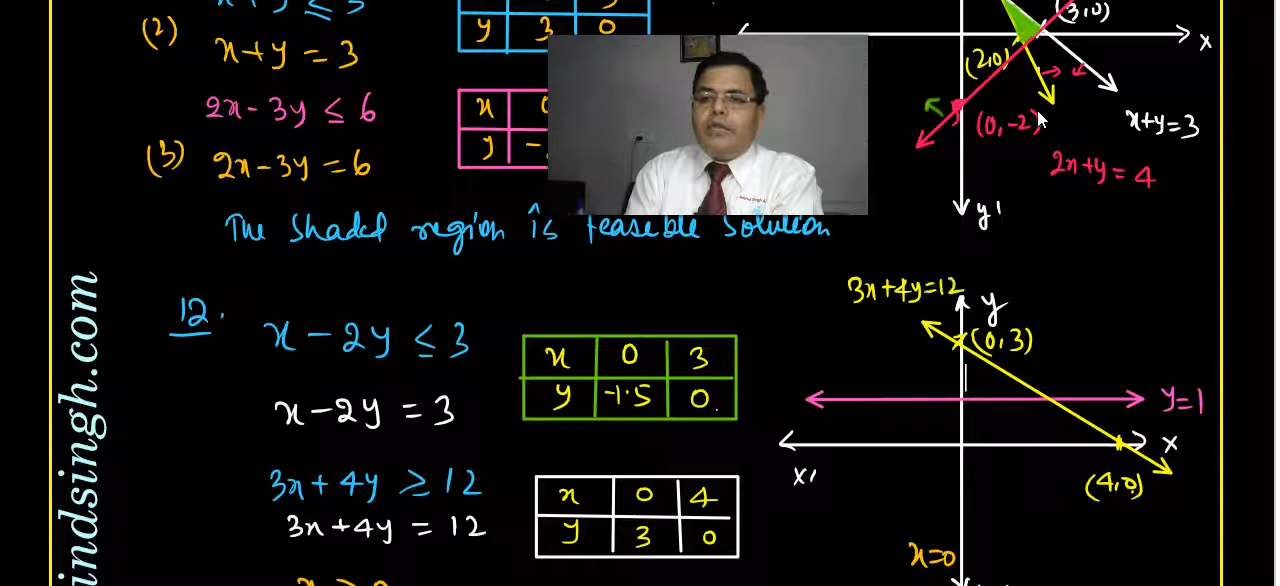 (2)
x+y = 3
y 3 0
2x-3y ≤ 6
x
y
(3) 2x-3y = 6
The shaded region is feasible solution
(3,0)
x
(2,0)
(0,-2)
x+y=3
2x+y = 4
y'
12.
x - 2y ≤ 3
x 0 3
y -1.5 0
x-2y = 3
3x+4y ≥ 12
3x+4y = 12
x 0 4
y 3 0
3x+4y=12
y
(0,3)
y=1
x
x'
(4,0)
x=0
indsingh.com